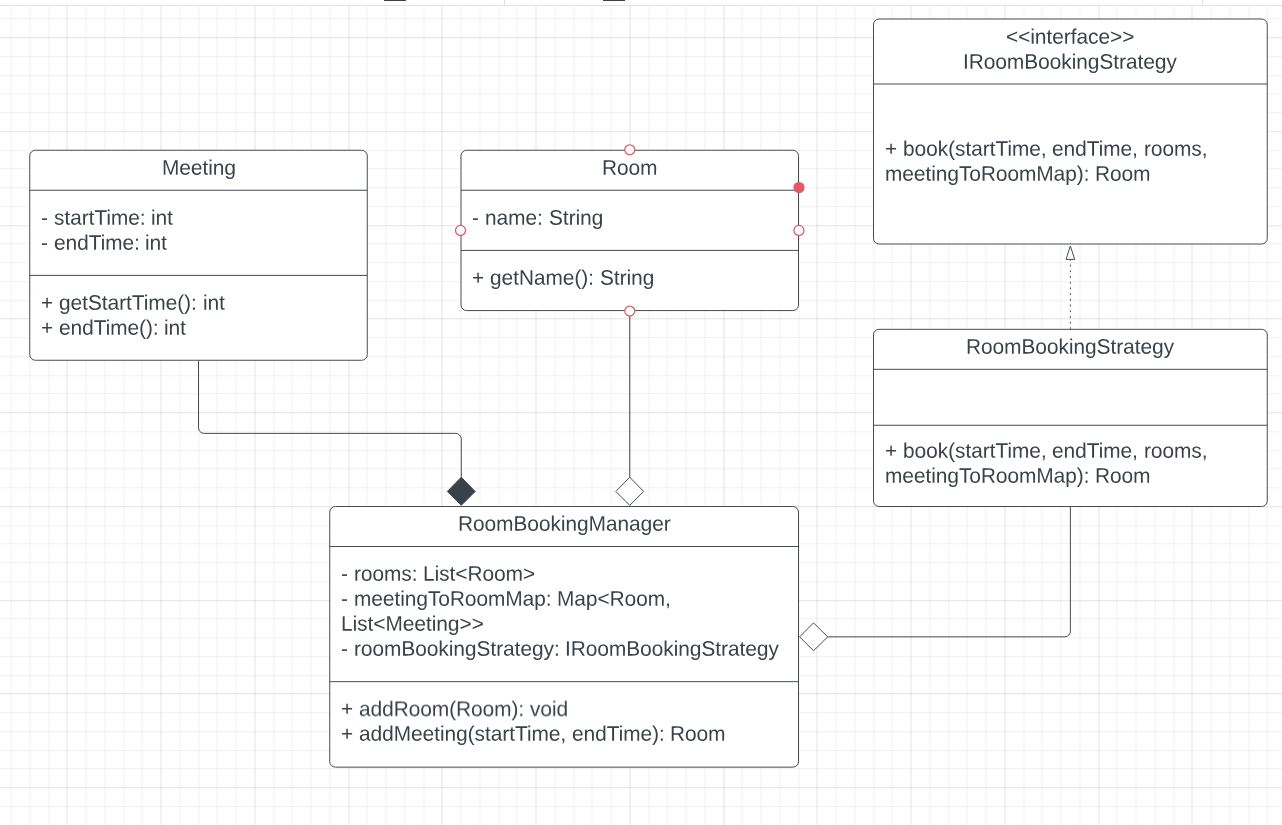 <<interface>>
IRoomBookingStrategy
+ book(startTime, endTime, rooms,
meetingToRoomMap): Room
Meeting
- startTime: int
- endTime: int
+ getStartTime(): int
+ endTime(): int
Room
- name: String
+ getName(): String
RoomBookingStrategy
+ book(startTime, endTime, rooms,
meetingToRoomMap): Room
RoomBookingManager
- rooms: List<Room>
- meetingToRoomMap: Map<Room,
List<Meeting>>
- roomBookingStrategy: IRoomBookingStrategy
+ addRoom(Room): void
+ addMeeting(startTime, endTime): Room